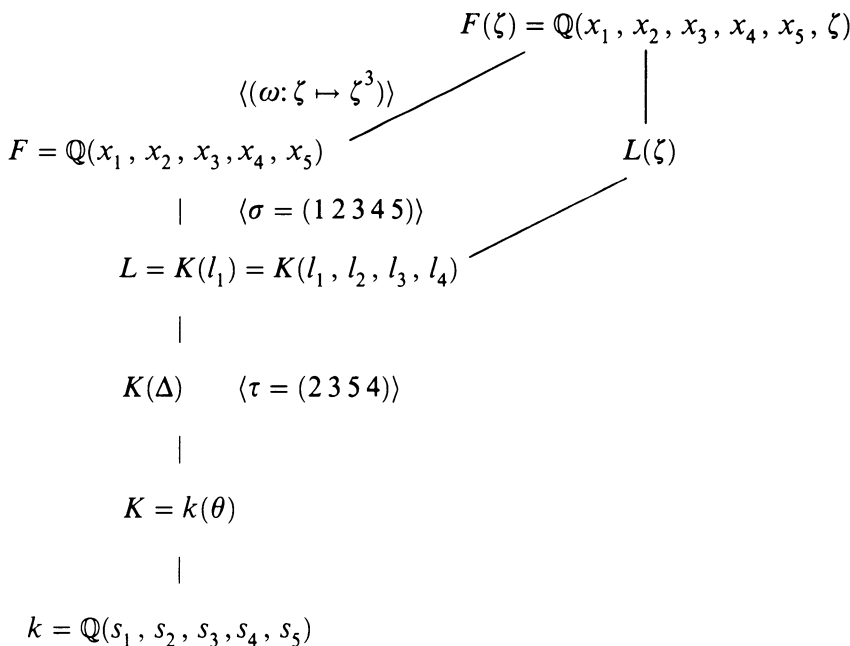 F(ζ) = ℚ(x₁, x₂, x₃, x₄, x₅, ζ)
⟨(ω: ζ ↦ ζ³)⟩
F = ℚ(x₁, x₂, x₃, x₄, x₅)
L(ζ)
⟨σ = (1 2 3 4 5)⟩
L = K(l₁) = K(l₁, l₂, l₃, l₄)
K(Δ) ⟨τ = (2 3 5 4)⟩
K = k(θ)
k = ℚ(s₁, s₂, s₃, s₄, s₅)